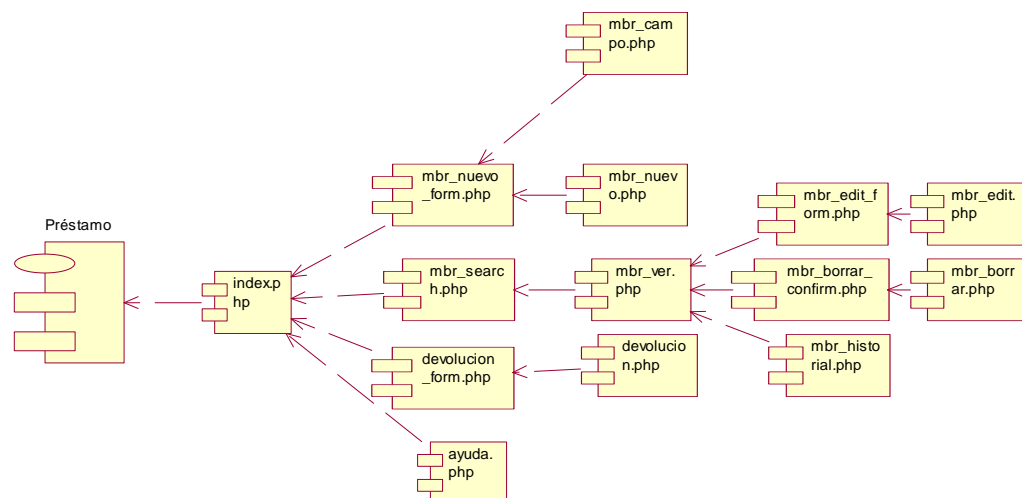 mbr_cam
po.php
mbr_nuevo
_form.php
mbr_nuev
o.php
mbr_edit_f
orm.php
mbr_edit.
php
Préstamo
index.p
hp
mbr_searc
h.php
mbr_ver.
php
mbr_borrar_
confirm.php
mbr_borr
ar.php
devolucion
_form.php
devolucio
n.php
mbr_histo
rial.php
ayuda.
php